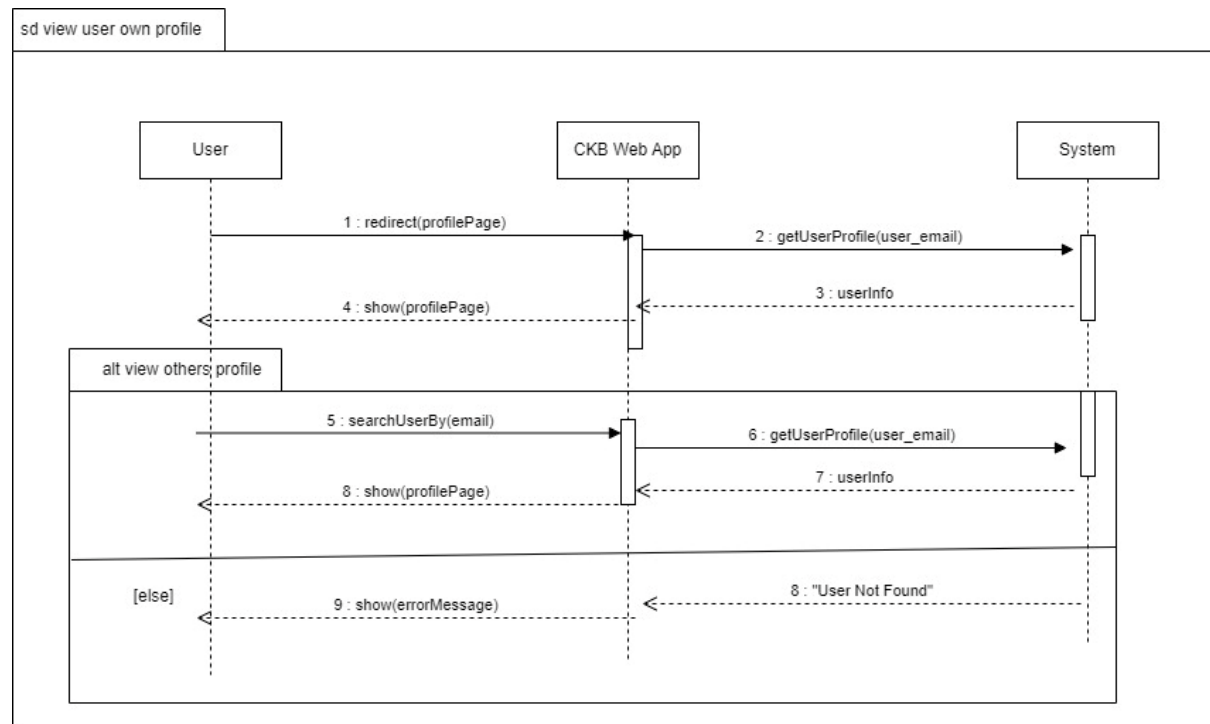 sd view user own profile
User
CKB Web App
System
1 : redirect(profilePage)
2 : getUserProfile(user_email)
3 : userInfo
4 : show(profilePage)
alt view others profile
5 : searchUserBy(email)
6 : getUserProfile(user_email)
7 : userInfo
8 : show(profilePage)
[else]
8 : "User Not Found"
9 : show(errorMessage)